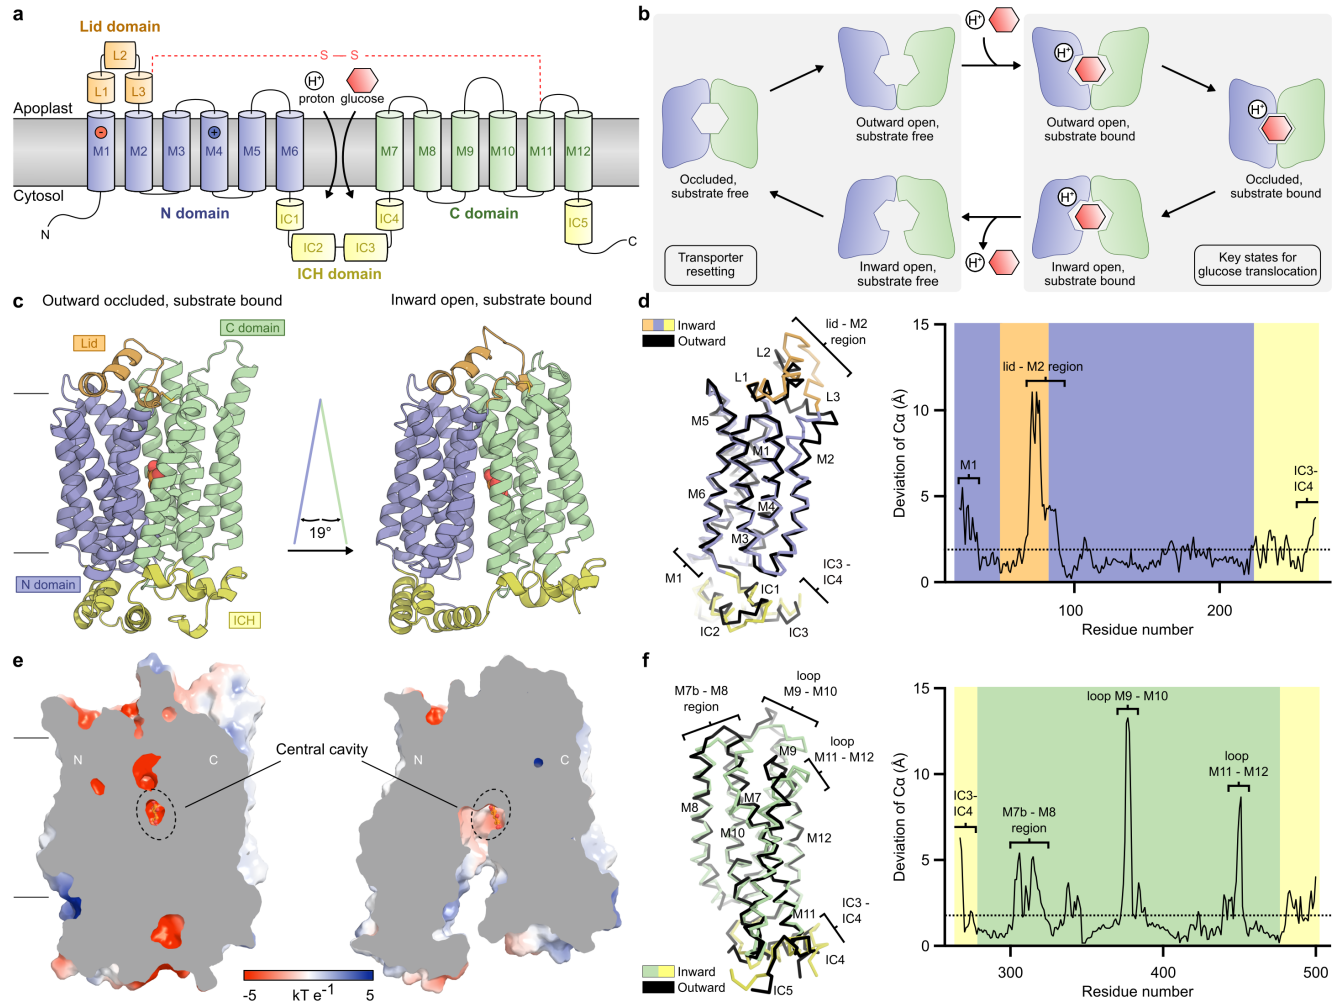 a
Lid domain
L2
L1
L3
S — S
H⁺
proton
glucose
Apoplast
-
+
M1
M2
M3
M4
M5
M6
M7
M8
M9
M10
M11
M12
Cytosol
N
N domain
IC1
IC4
C domain
IC5
C
IC2
IC3
ICH domain
b
H⁺
Outward open,
substrate free
H⁺
Outward open,
substrate bound
Occluded,
substrate free
H⁺
Occluded,
substrate bound
Inward open,
substrate free
H⁺
H⁺
Inward open,
substrate bound
Transporter
resetting
Key states for
glucose translocation
c
Outward occluded, substrate bound
Inward open, substrate bound
Lid
C domain
19°
N domain
ICH
d
Inward
Outward
lid - M2
region
L2
L1
L3
M5
M1
M2
M6
M4
M3
M1
IC3 -
IC4
IC1
IC2
IC3
Deviation of Cα (Å)
15
10
5
0
lid - M2 region
M1
IC3-
IC4
100
200
Residue number
e
N
C
Central cavity
N
C
-5
kT e⁻¹
5
f
M7b - M8
region
loop
M9 - M10
loop
M11 - M12
M9
M8
M7
M10
M12
M11
IC3 -
IC4
IC4
IC5
Inward
Outward
Deviation of Cα (Å)
15
10
5
0
loop M9 - M10
loop
M11 - M12
IC3-
IC4
M7b - M8
region
300
400
500
Residue number